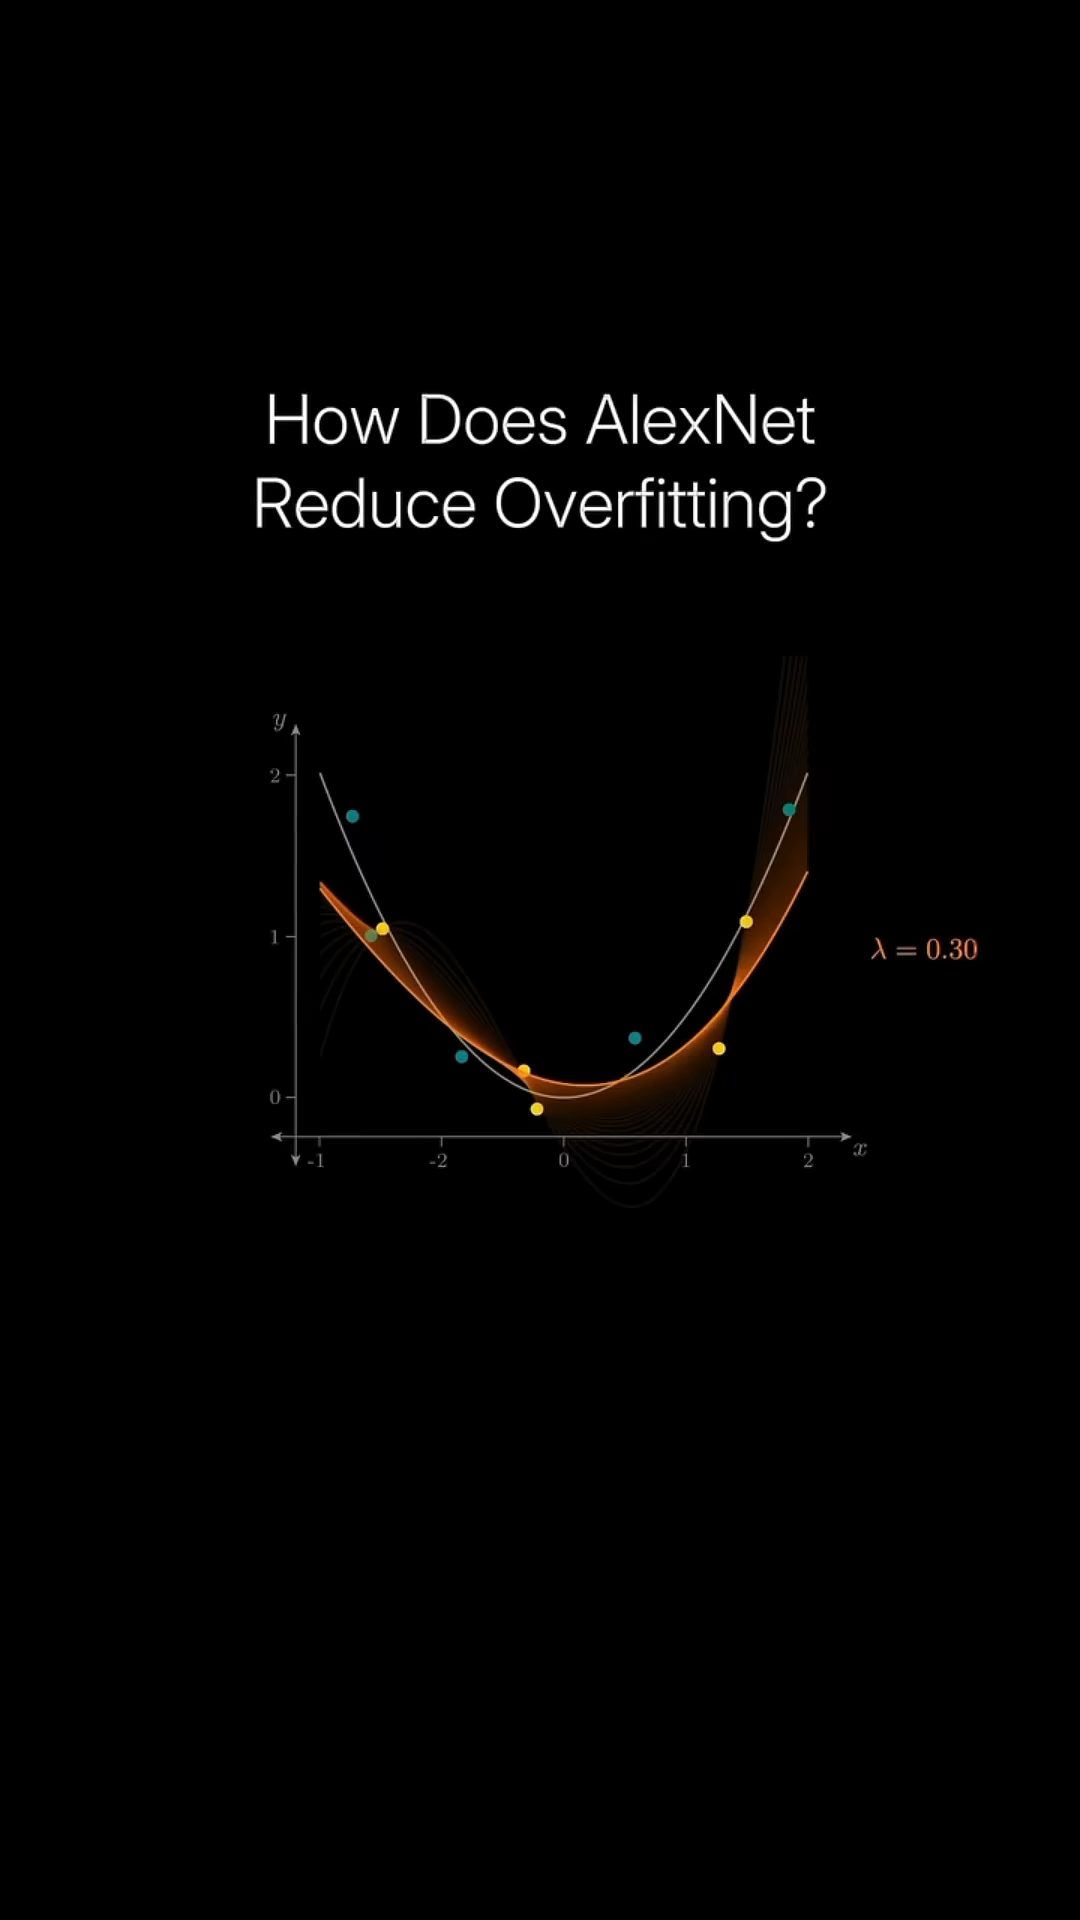 How Does AlexNet
Reduce Overfitting?
y
2
1
λ = 0.30
0
-1 -2 0 1 2 x